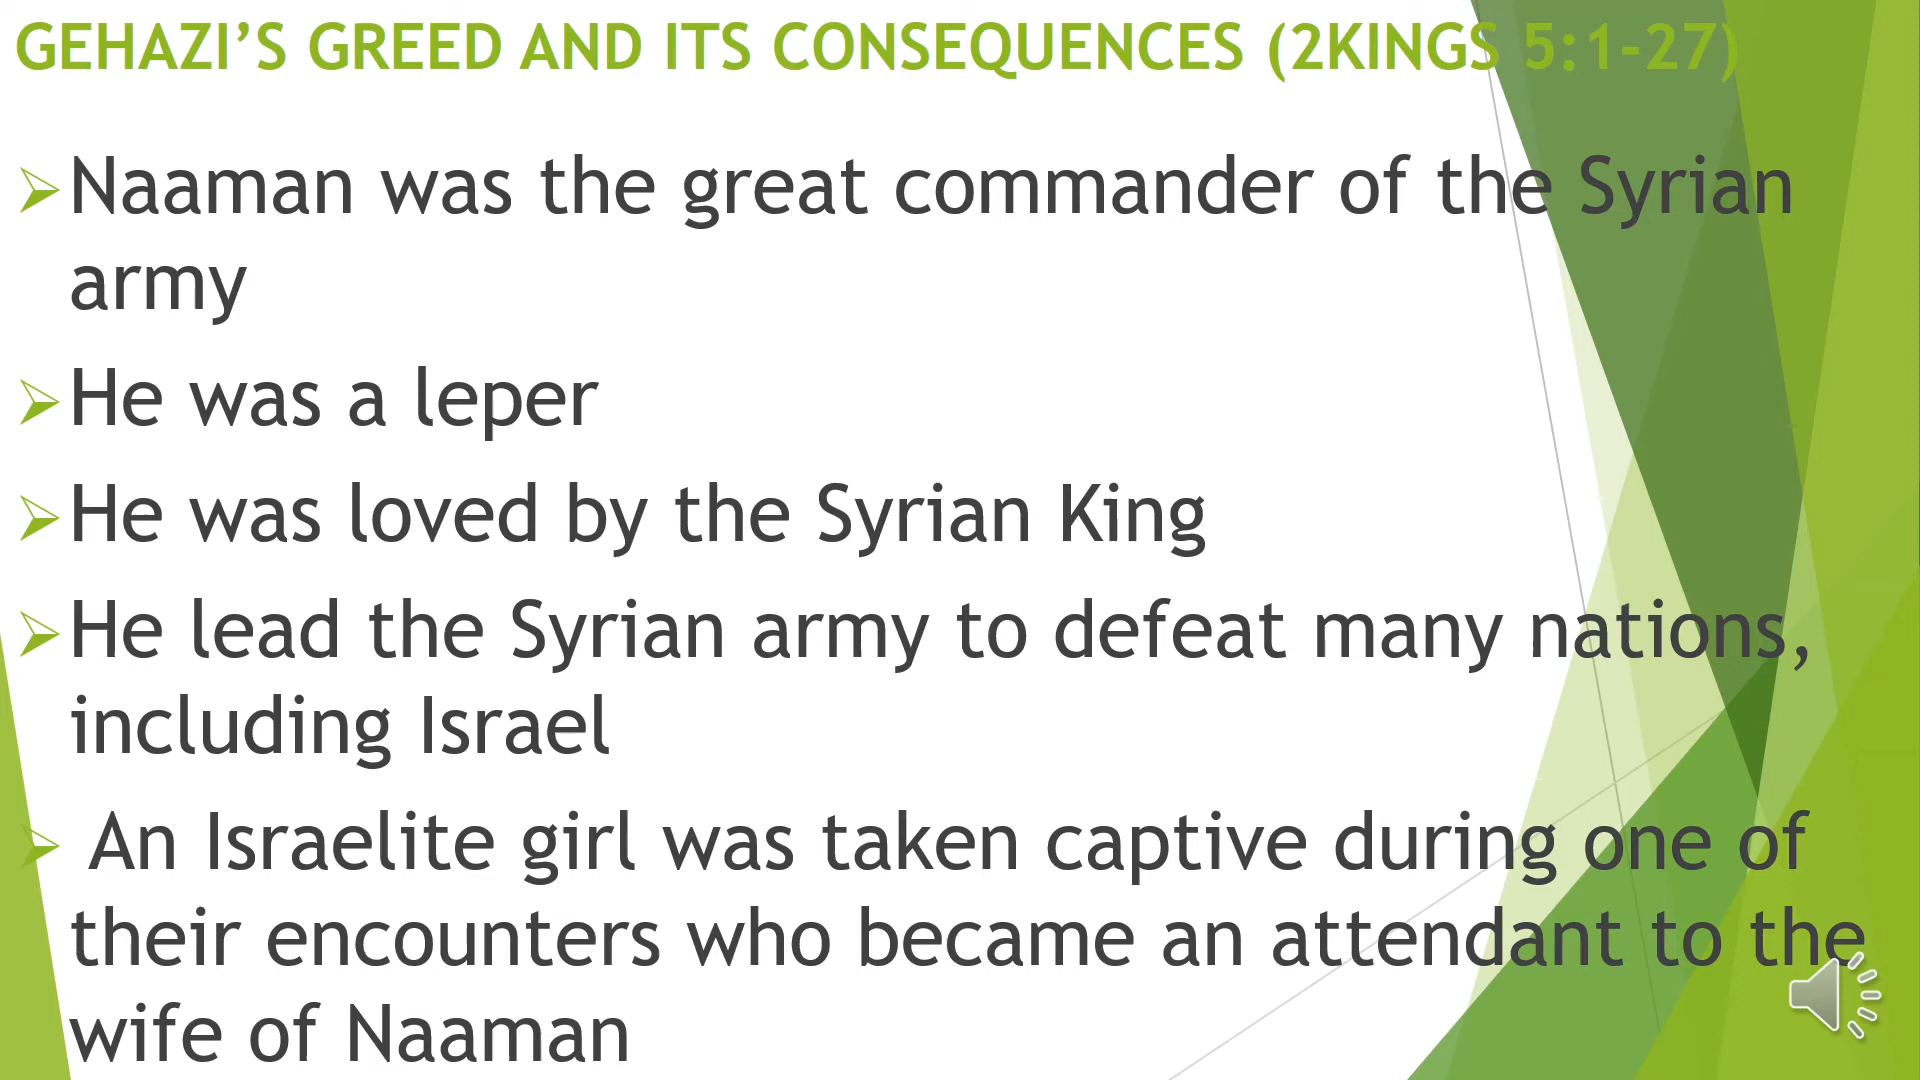 GEHAZI’S GREED AND ITS CONSEQUENCES (2KINGS 5:1-27)
Naaman was the great commander of the Syrian
army
He was a leper
He was loved by the Syrian King
He lead the Syrian army to defeat many nations,
including Israel
An Israelite girl was taken captive during one of
their encounters who became an attendant to the
wife of Naaman